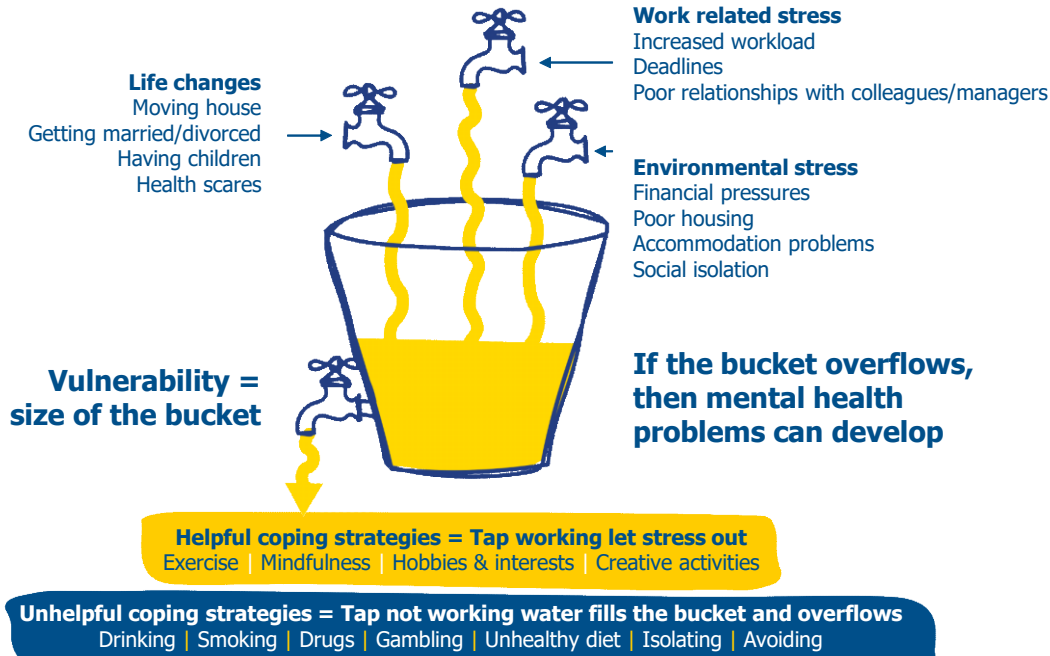 Work related stress
Increased workload
Deadlines
Poor relationships with colleagues/managers
Life changes
Moving house
Getting married/divorced
Having children
Health scares
Environmental stress
Financial pressures
Poor housing
Accommodation problems
Social isolation
Vulnerability =
size of the bucket
If the bucket overflows,
then mental health
problems can develop
Helpful coping strategies = Tap working let stress out
Exercise | Mindfulness | Hobbies & interests | Creative activities
Unhelpful coping strategies = Tap not working water fills the bucket and overflows
Drinking | Smoking | Drugs | Gambling | Unhealthy diet | Isolating | Avoiding